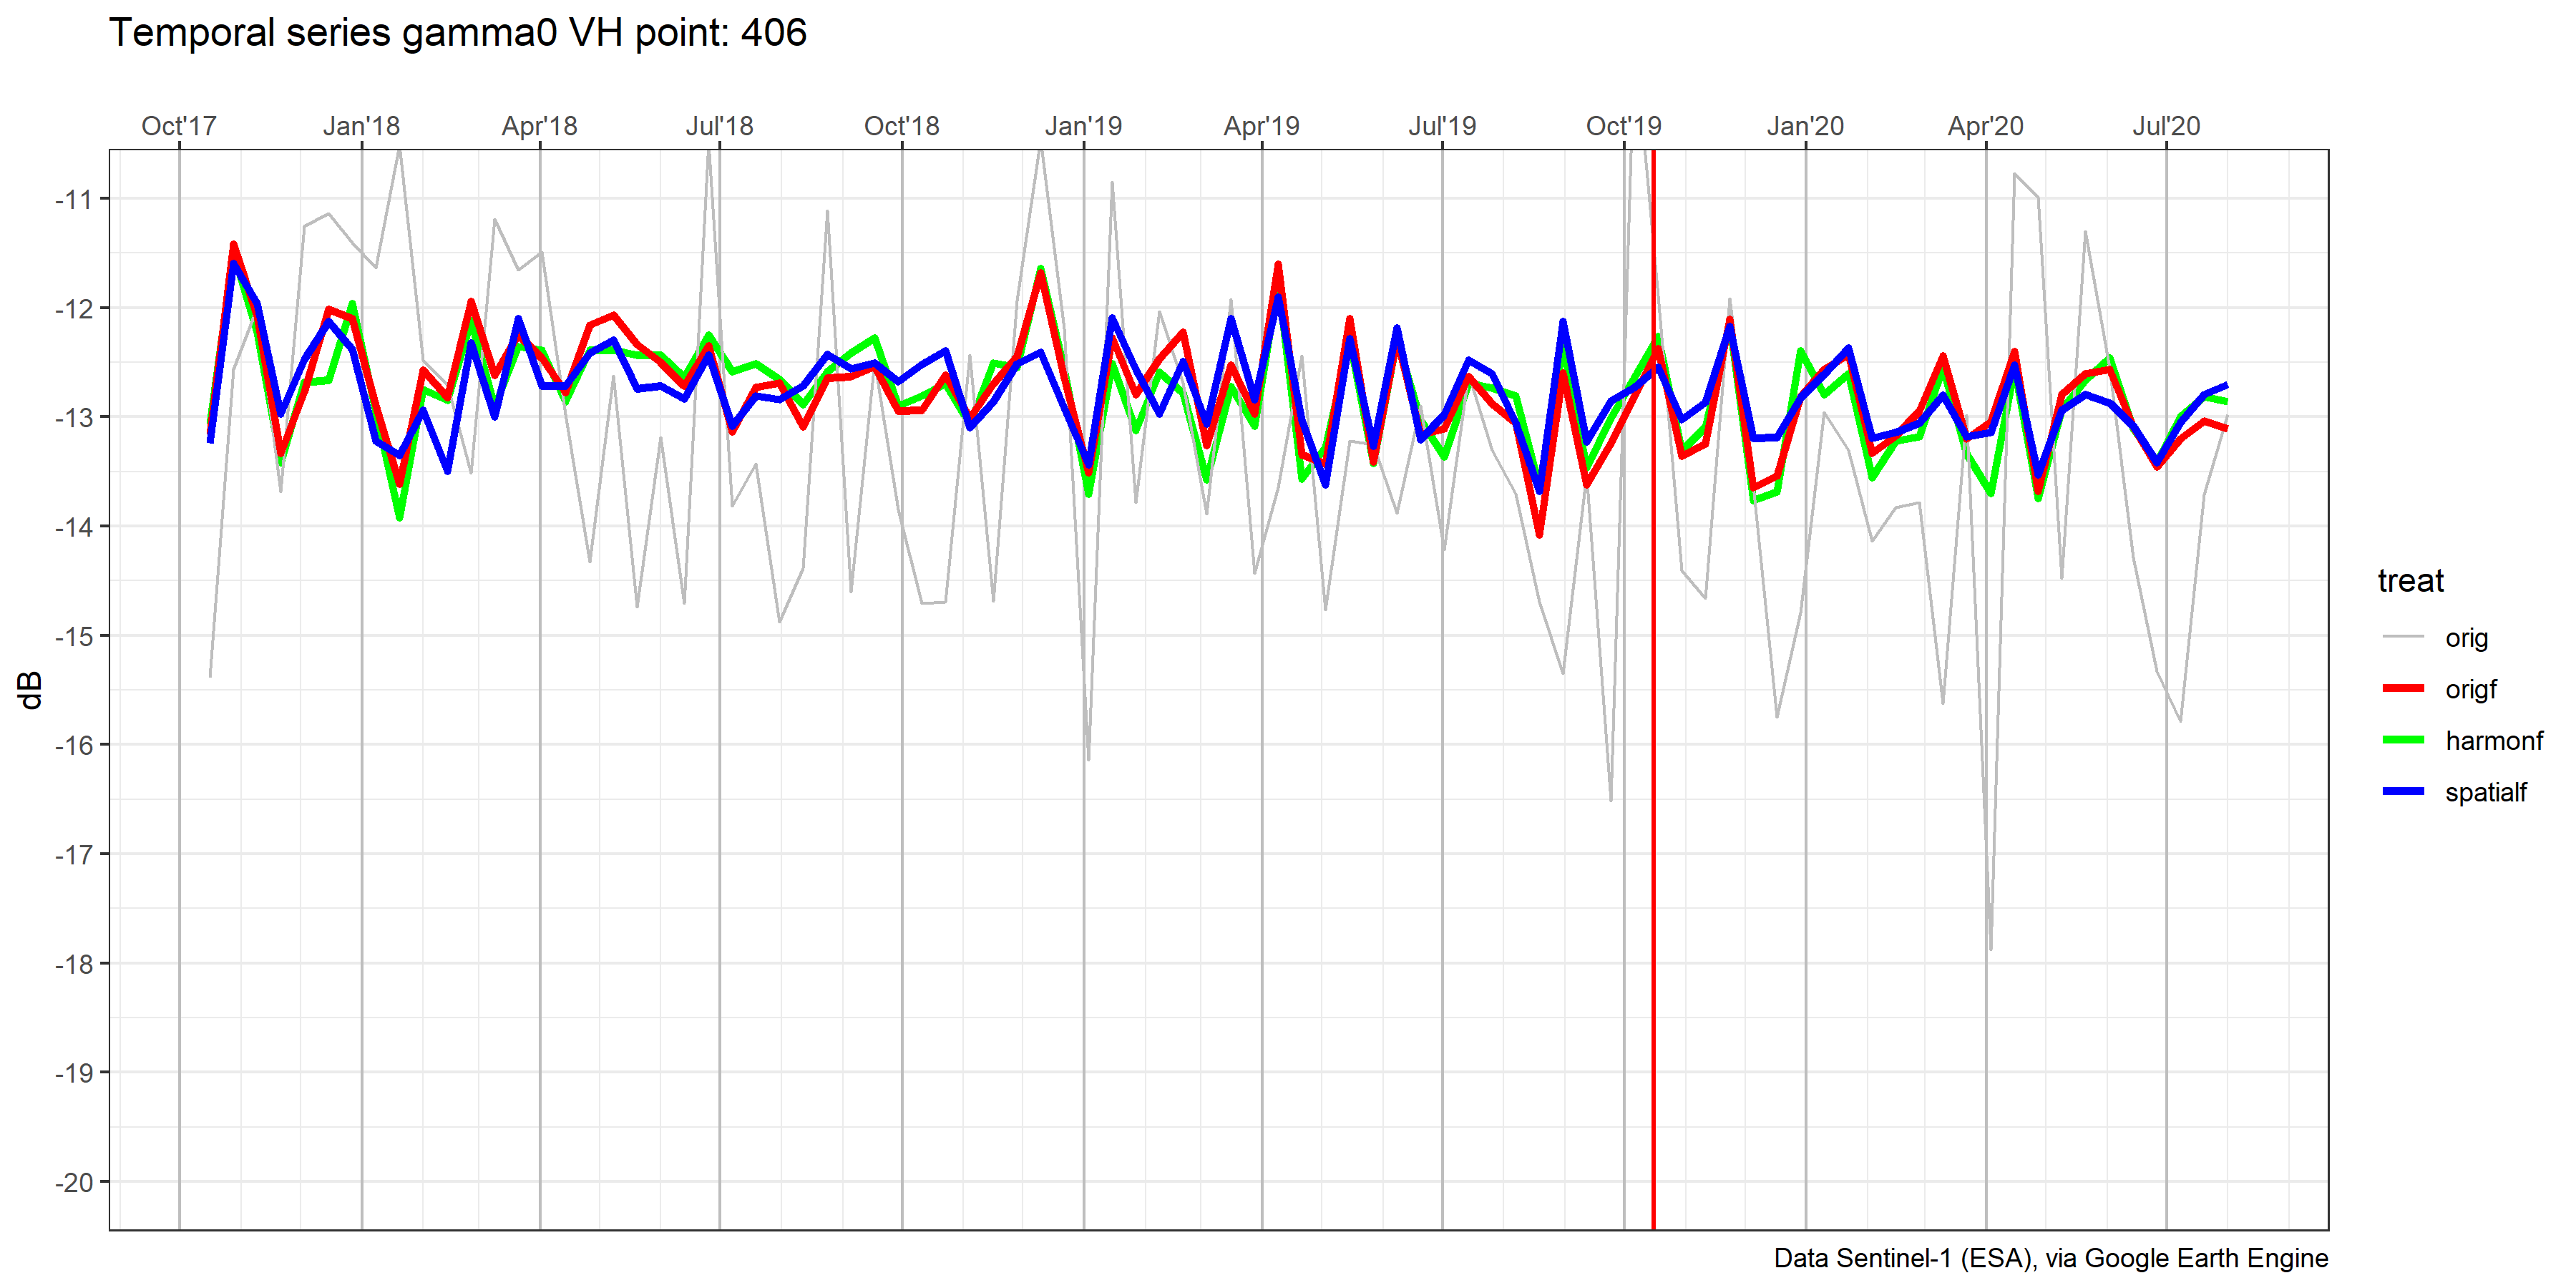 Temporal series gamma0 VH point: 406
Oct'17 Jan'18 Apr'18 Jul'18 Oct'18 Jan'19 Apr'19 Jul'19 Oct'19 Jan'20 Apr'20 Jul'20
-11
-12
-13
-14
-15
-16
-17
-18
-19
-20
dB
treat
orig
origf
harmonf
spatialf
Data Sentinel-1 (ESA), via Google Earth Engine